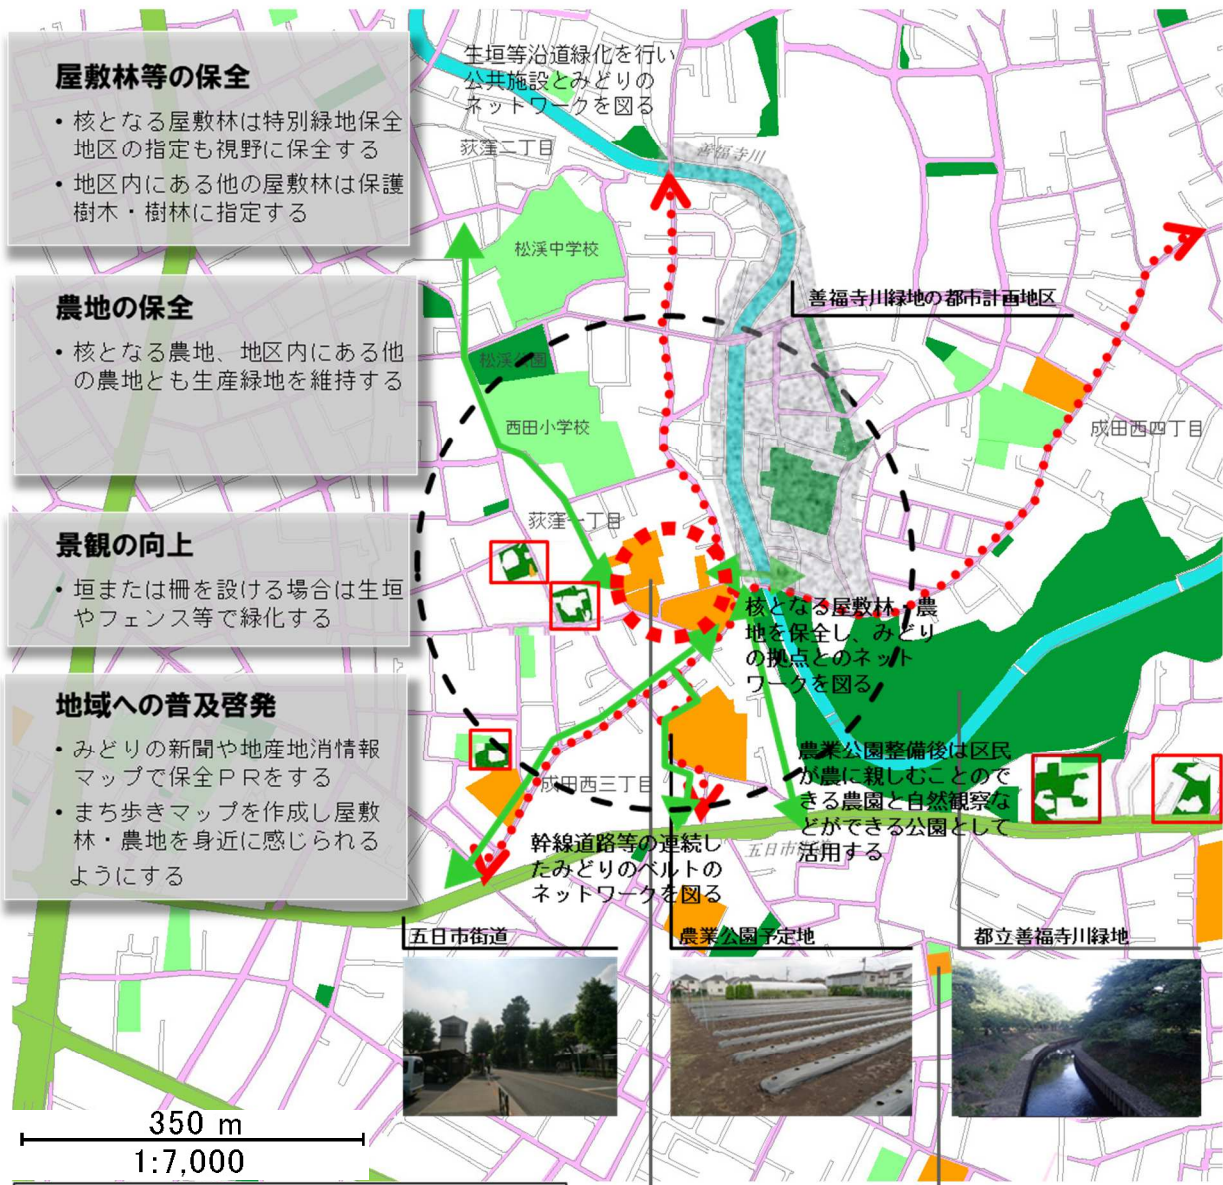 屋敷林等の保全
・核となる屋敷林は特別緑地保全
地区の指定も視野に保全する
・地区内にある他の屋敷林は保護
樹木・樹林に指定する
農地の保全
・核となる農地、地区内にある他
の農地とも生産緑地を維持する
景観の向上
・垣または柵を設ける場合は生垣
やフェンス等で緑化する
地域への普及啓発
・みどりの新聞や地産地消情報
マップで保全ＰＲをする
・まち歩きマップを作成し屋敷
林・農地を身近に感じられる
ようにする
生垣等沿道緑化を行い
公共施設とみどりの
ネットワークを図る
荻窪二丁目
善福寺川
松渓中学校
善福寺川緑地の都市計画地区
松渓公園
西田小学校
成田西四丁目
荻窪一丁目
核となる屋敷林・農
地を保全し、みどり
の拠点とのネット
ワークを図る
農業公園整備後は区民
が農に親しむことので
きる農園と自然観察な
どができる公園として
活用する
成田西三丁目
幹線道路等の連続し
たみどりのベルトの
ネットワークを図る
五日市街道
農業公園予定地
都立善福寺川緑地
350 m
1:7,000